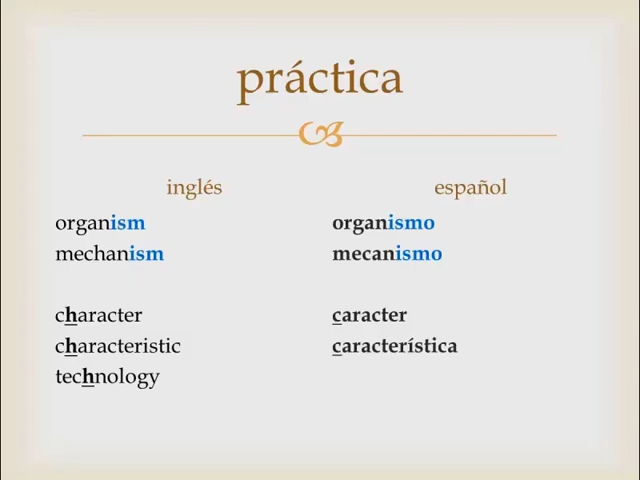 práctica
inglés español
organism organismo
mechanism mecanismo
character caracter
characteristic característica
technology